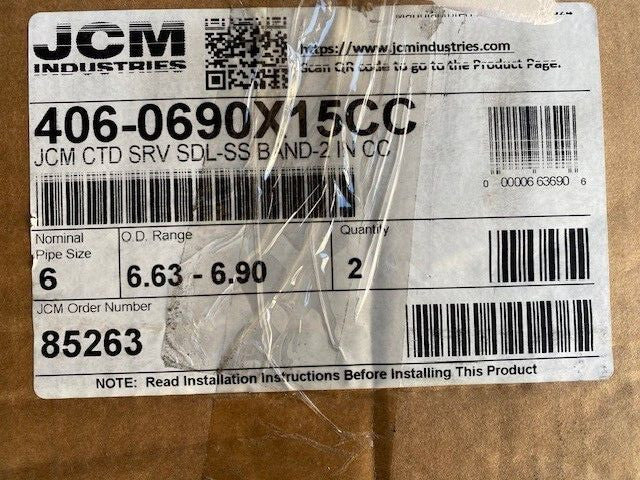 JCM
INDUSTRIES
https://www.jcmindustries.com
Scan QR code to go to the Product Page.
406-0690X15CC
JCM CTD SRV SDL-SS BAND-2 IN CC
0 00006 63690 6
Nominal
Pipe Size
6
O.D. Range
6.63 - 6.90
Quantity
2
JCM Order Number
85263
NOTE: Read Installation Instructions Before Installing This Product